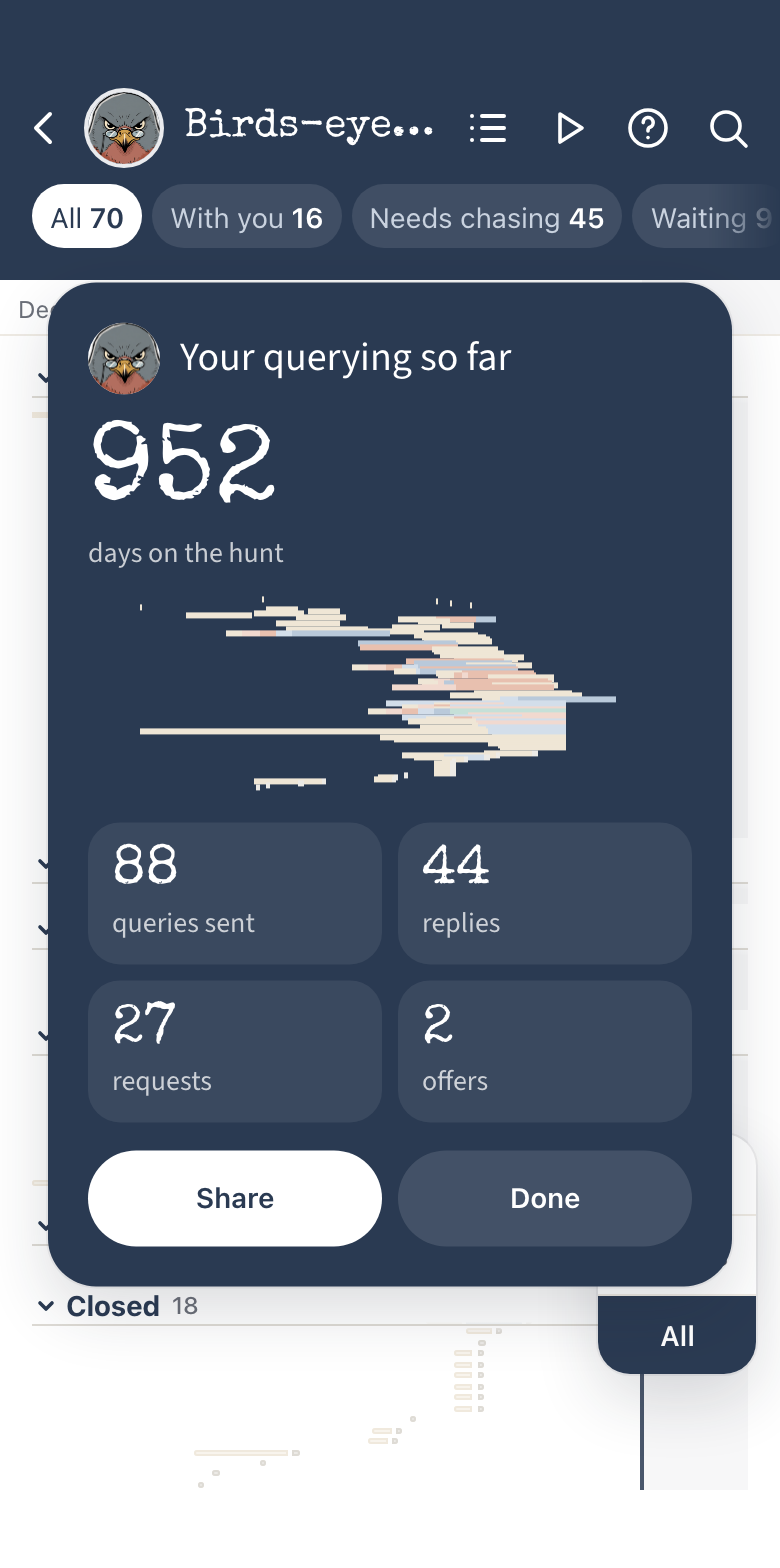 Birds-eye...
All 70
With you 16
Needs chasing 45
Waiting 9
Your querying so far
952
days on the hunt
88
queries sent
44
replies
27
requests
2
offers
Share
Done
Closed 18
All